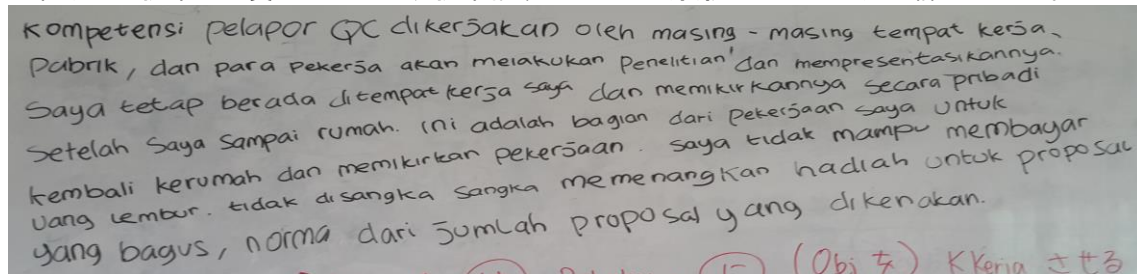 Kompetensi pelapor QC dikerjakan oleh masing-masing tempat kerja,
Pabrik, dan para pekerja akan melakukan penelitian dan mempresentasikannya.
Saya tetap berada ditempat kerja saya dan memikirkannya secara pribadi
setelah saya sampai rumah. Ini adalah bagian dari pekerjaan saya untuk
kembali kerumah dan memikirkan pekerjaan. saya tidak mampu membayar
uang lembur. tidak disangka sangka memenangkan hadiah untuk proposal
yang bagus, norma dari jumlah proposal yang dikenakan.
(Obj を) KKerja